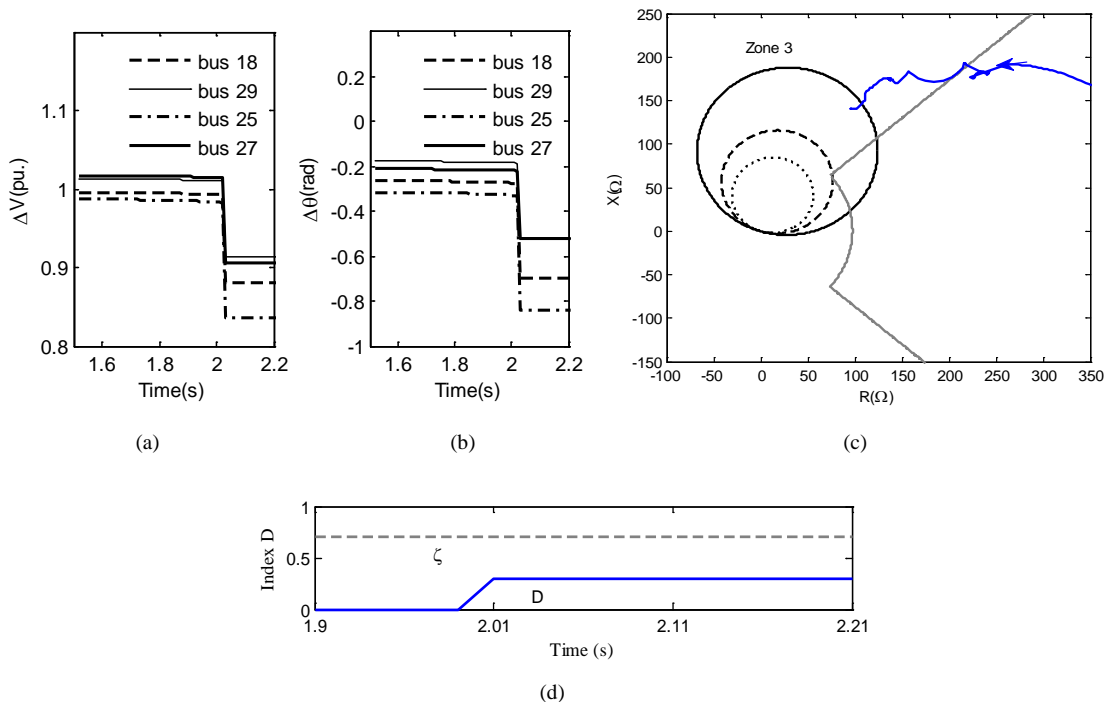 1.1
1
0.9
0.8
ΔV(pu.)
bus 18
bus 29
bus 25
bus 27
1.6
1.8
2
2.2
Time(s)
(a)
0.2
0
-0.2
-0.4
-0.6
-0.8
-1
Δθ(rad)
bus 18
bus 29
bus 25
bus 27
1.6
1.8
2
2.2
Time(s)
(b)
250
200
150
100
50
0
-50
-100
-150
X(Ω)
Zone 3
-100
-50
0
50
100
150
200
250
300
350
R(Ω)
(c)
1
0.5
0
Index D
ζ
D
1.9
2.01
2.11
2.21
Time (s)
(d)